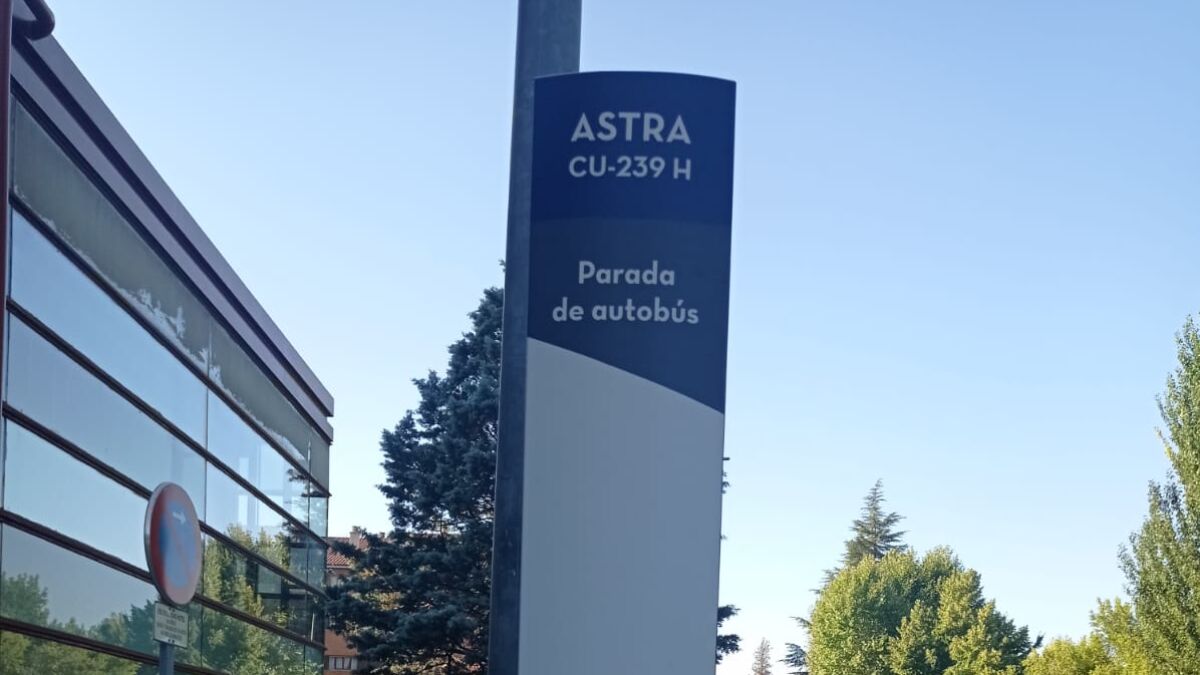 ASTRA
CU-239 H
Parada
de autobús